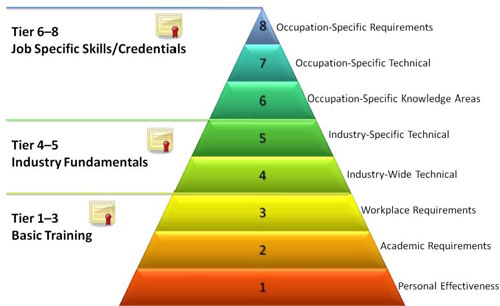 Tier 6–8
Job Specific Skills/Credentials
8 Occupation-Specific Requirements
7 Occupation-Specific Technical
6 Occupation-Specific Knowledge Areas
Tier 4–5
Industry Fundamentals
5 Industry-Specific Technical
4 Industry-Wide Technical
Tier 1–3
Basic Training
3 Workplace Requirements
2 Academic Requirements
1 Personal Effectiveness